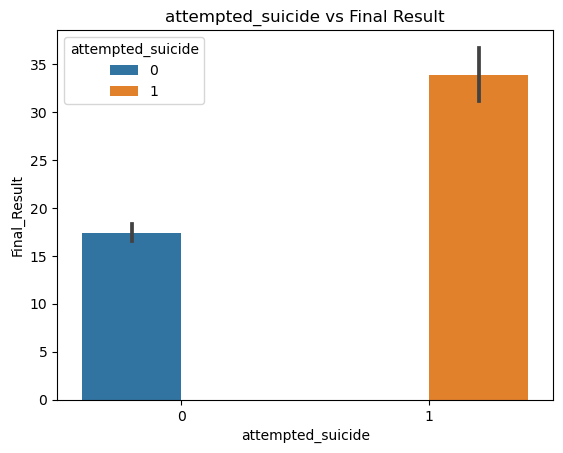 attempted_suicide vs Final Result
attempted_suicide
0
1
Final_Result
35
30
25
20
15
10
5
0
0 1
attempted_suicide